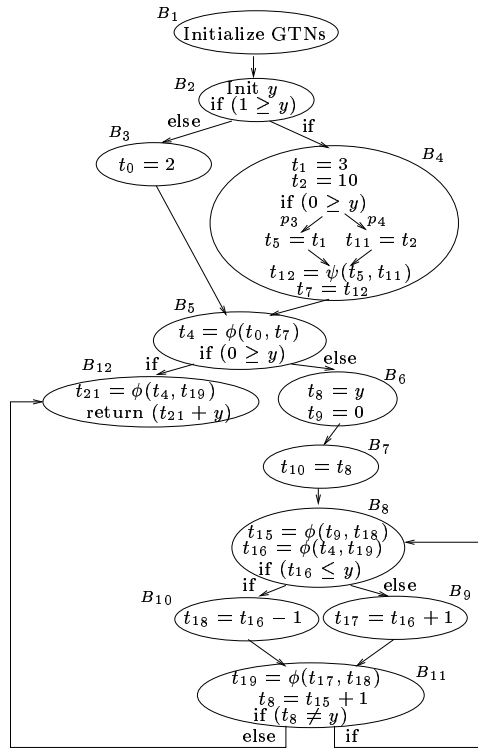 B₁
Initialize GTNs
B₂
Init y
if (1 ≥ y)
else
if
B₃
t₀ = 2
B₄
t₁ = 3
t₂ = 10
if (0 ≥ y)
p₃ p₄
t₅ = t₁ t₁₁ = t₂
t₁₂ = ψ(t₅, t₁₁)
t₇ = t₁₂
B₅
t₄ = ϕ(t₀, t₇)
if (0 ≥ y)
if
else
B₁₂
t₂₁ = ϕ(t₄, t₁₉)
return (t₂₁ + y)
B₆
t₈ = y
t₉ = 0
B₇
t₁₀ = t₈
B₈
t₁₅ = ϕ(t₉, t₁₈)
t₁₆ = ϕ(t₄, t₁₉)
if (t₁₆ ≤ y)
if
else
B₁₀
t₁₈ = t₁₆ − 1
B₉
t₁₇ = t₁₆ + 1
B₁₁
t₁₉ = ϕ(t₁₇, t₁₈)
t₈ = t₁₅ + 1
if (t₈ ≠ y)
else
if